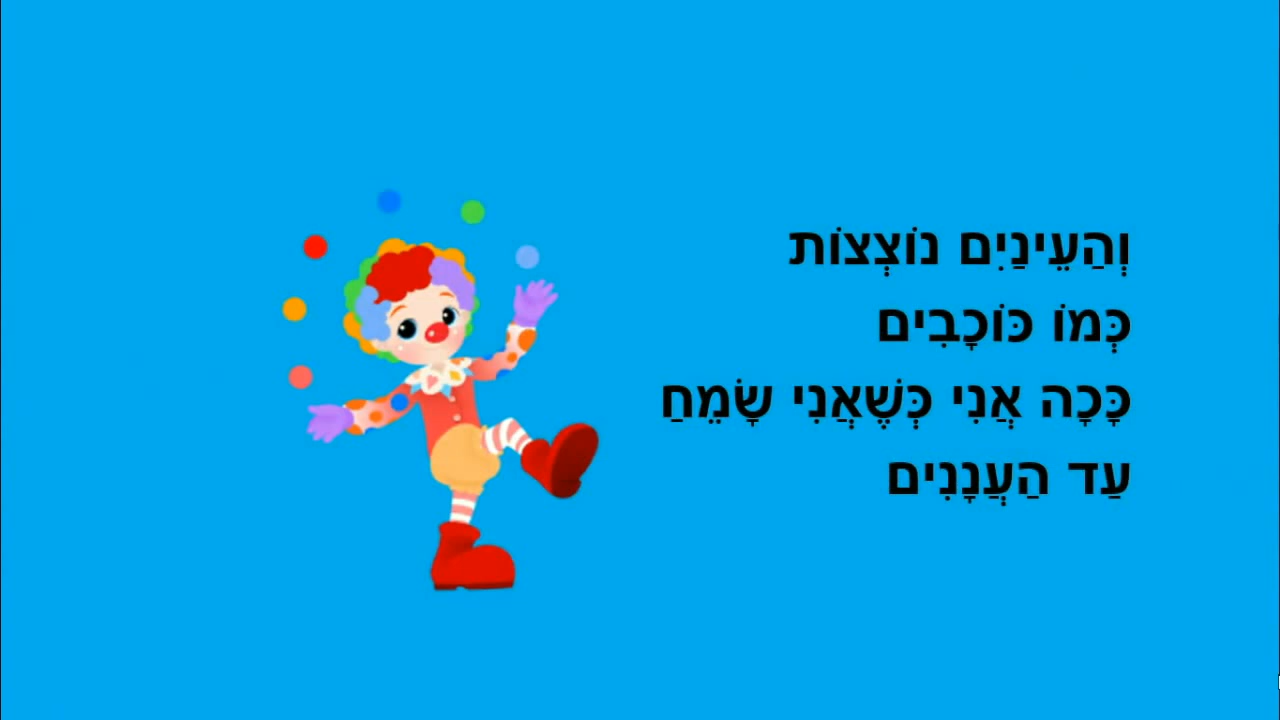 וְהַעֵינַיִם נוֹצְצוֹת
כְּמוֹ כּוֹכָבִים
כָּכָה אֲנִי כְּשֶׁאֲנִי שָׂמֵחַ
עַד הַעֲנָנִים